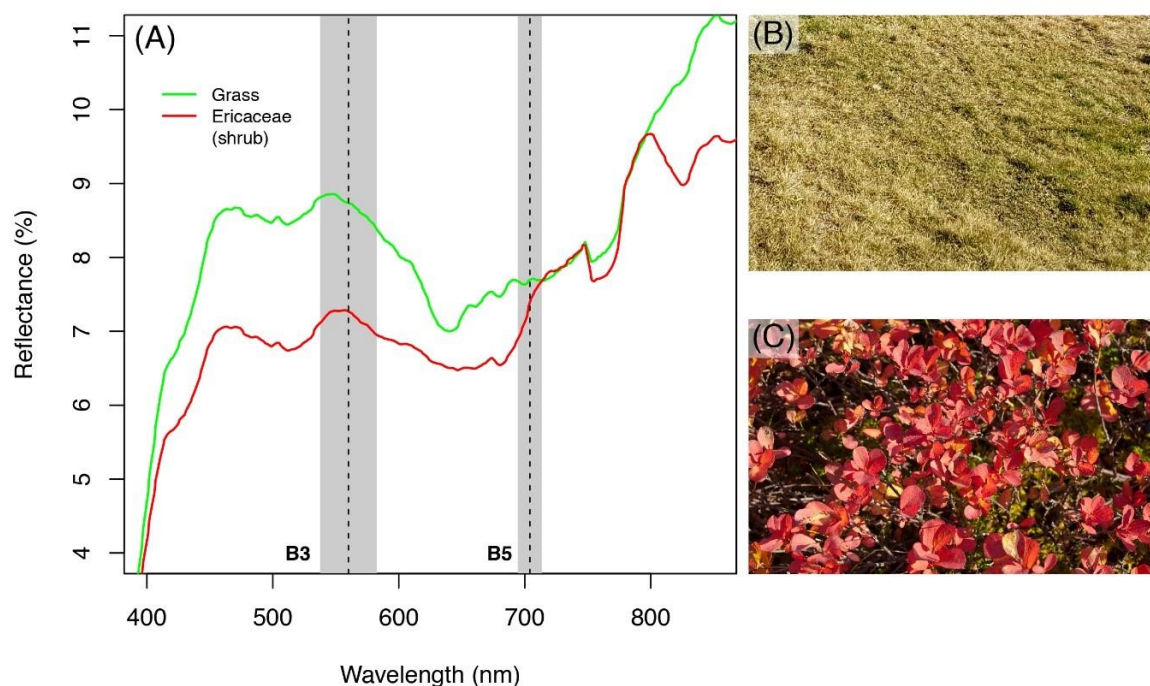 (A)
Grass
Ericaceae
(shrub)
Reflectance (%)
11
10
9
8
7
6
5
4
B3
B5
400
500
600
700
800
Wavelength (nm)
(B)
(C)